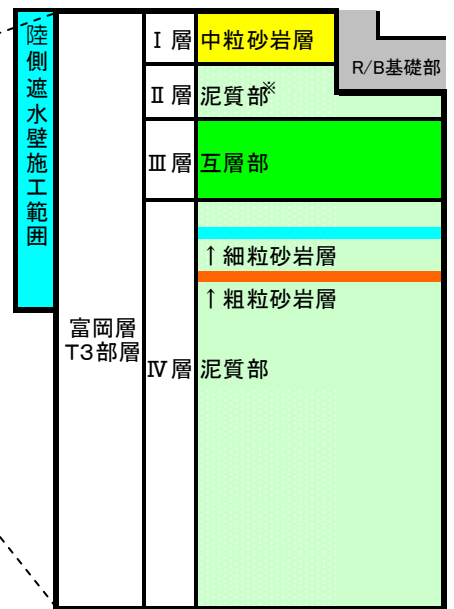 陸側遮水壁施工範囲
富岡層
T3部層
Ⅰ層
中粒砂岩層
R/B基礎部
Ⅱ層
泥質部※
Ⅲ層
互層部
↑細粒砂岩層
↑粗粒砂岩層
Ⅳ層
泥質部